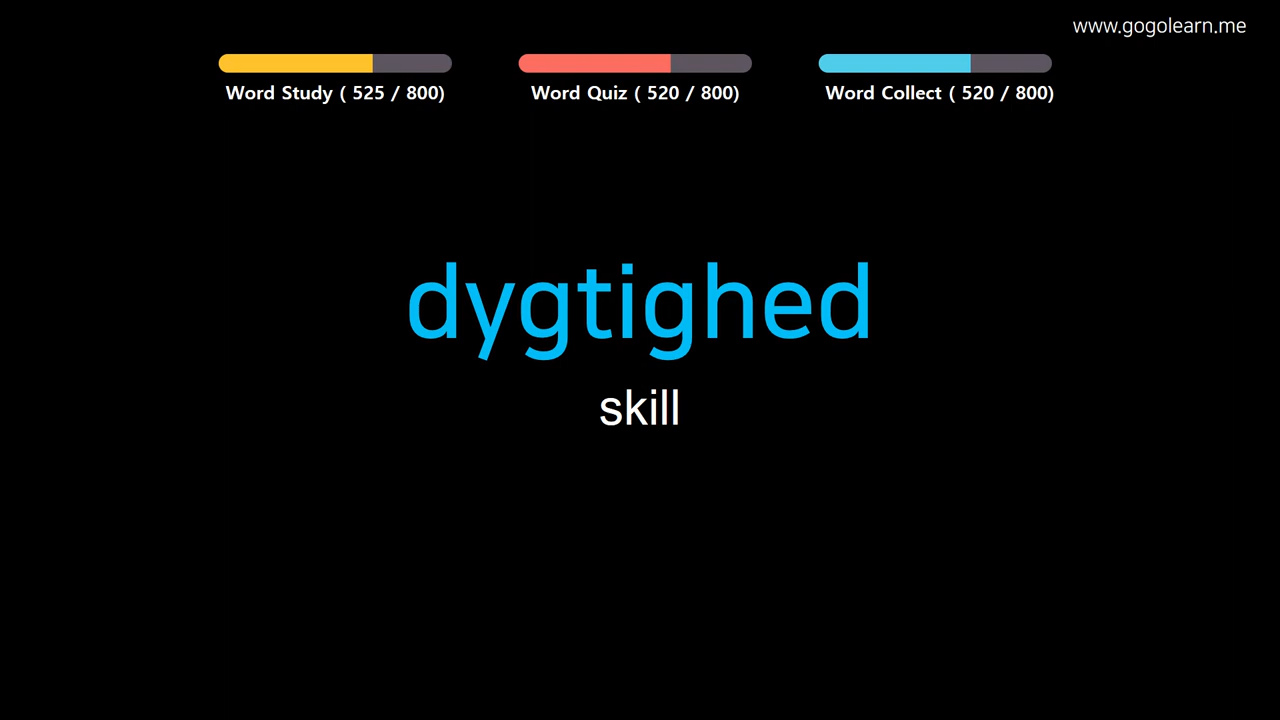 www.gogolearn.me
Word Study ( 525 / 800) Word Quiz ( 520 / 800) Word Collect ( 520 / 800)
dygtighed
skill